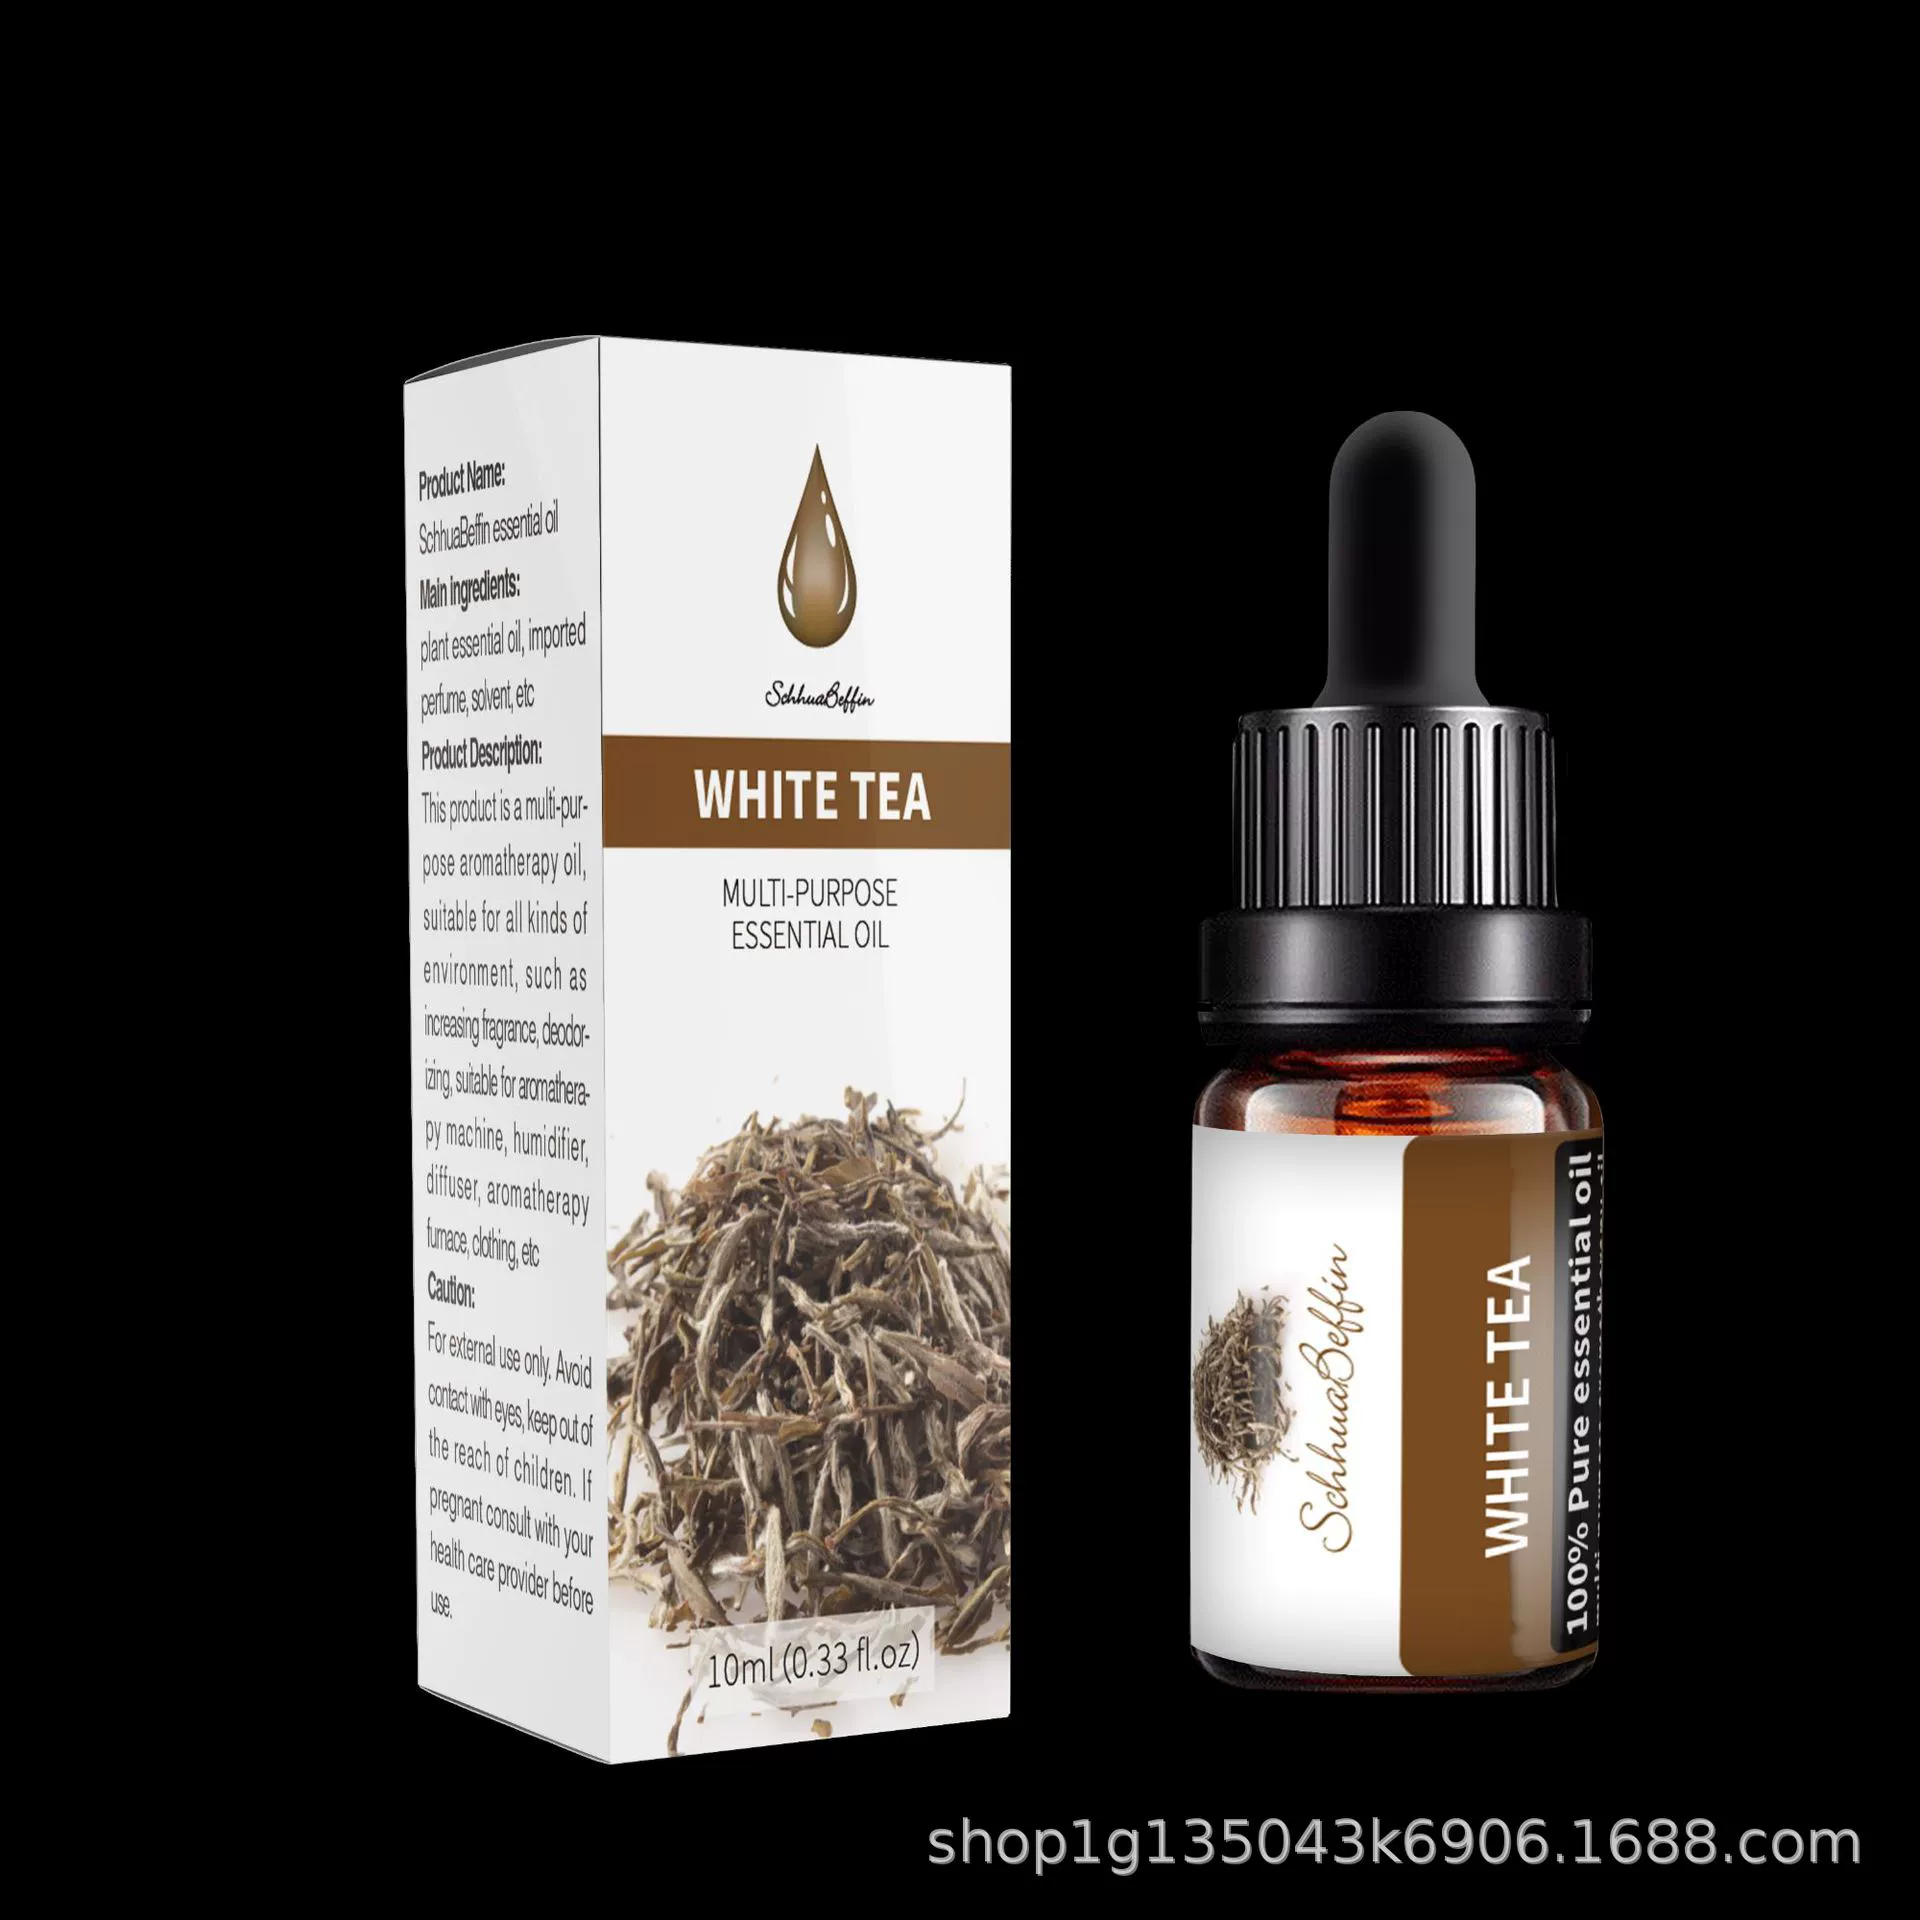 Product Name:
SchhuaBeffin essential oil
Main ingredients:
plant essential oil, imported
perfume, solvent, etc
Product Description:
This product is a multi-pur-
pose aromatherapy oil,
suitable for all kinds of
environment, such as
increasing fragrance, deodor-
izing, suitable for aromathera-
py machine, humidifier,
diffuser, aromatherapy
furnace, clothing, etc
Caution:
For external use only. Avoid
contact with eyes, keep out of
the reach of children. If
pregnant consult with your
health care provider before
use.
SchhuaBeffin
WHITE TEA
MULTI-PURPOSE
ESSENTIAL OIL
10ml (0.33 fl.oz)
SchhuaBeffin
WHITE TEA
100% Pure essential oil
shop1g135043k6906.1688.com